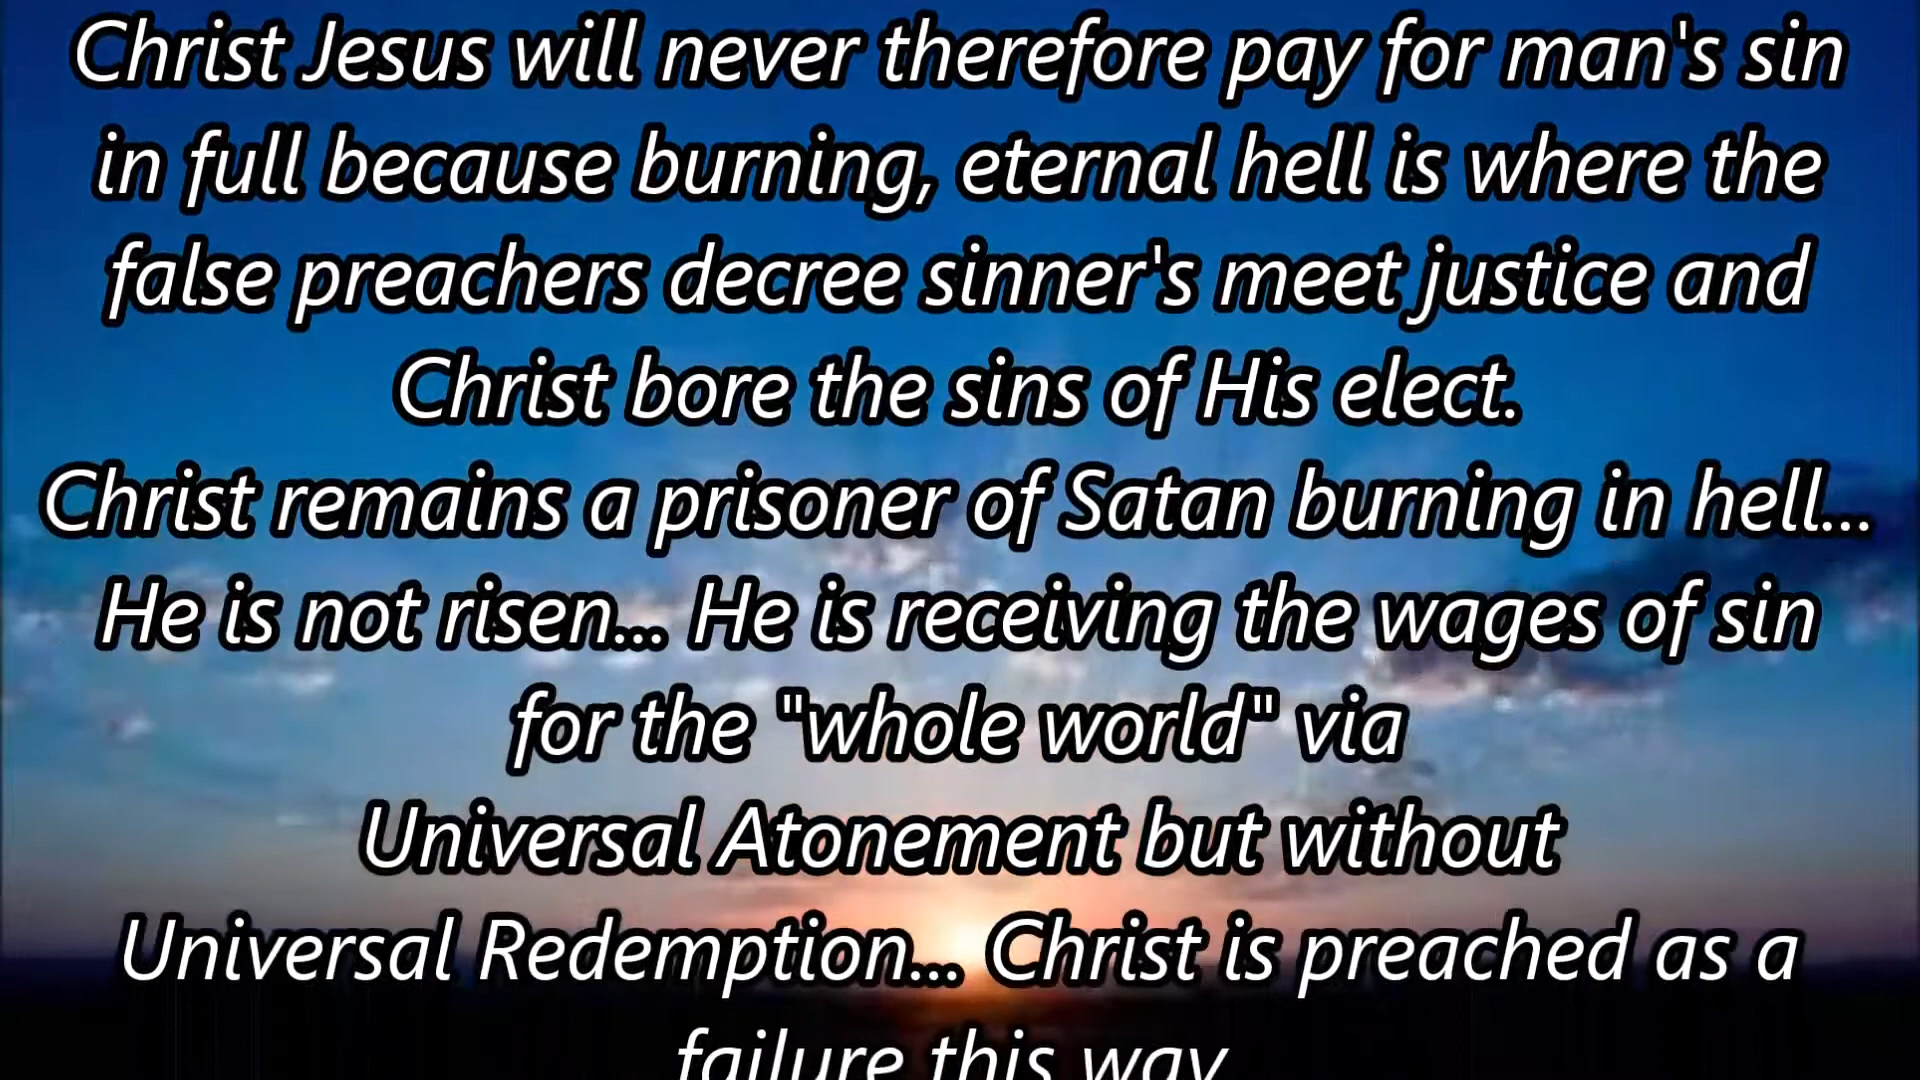 Christ Jesus will never therefore pay for man's sin
in full because burning, eternal hell is where the
false preachers decree sinner's meet justice and
Christ bore the sins of His elect.
Christ remains a prisoner of Satan burning in hell...
He is not risen... He is receiving the wages of sin
for the "whole world" via
Universal Atonement but without
Universal Redemption... Christ is preached as a
failure this way